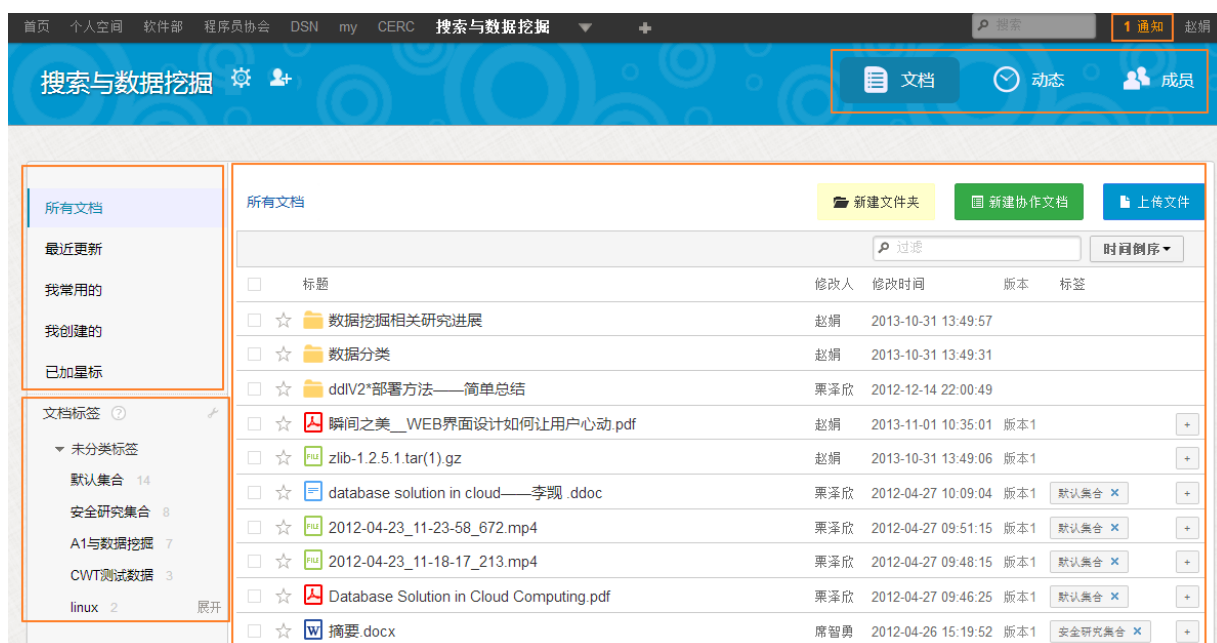 首页 个人空间 软件部 程序员协会 DSN my CERC 搜索与数据挖掘 搜索 1 通知 赵娟
搜索与数据挖掘 文档 动态 成员
所有文档
最近更新
我常用的
我创建的
已加星标
文档标签
未分类标签
默认集合 14
安全研究集合 8
A1与数据挖掘 7
CWT测试数据 3
linux 2 展开
所有文档 新建文件夹 新建协作文档 上传文件
过滤 时间倒序
标题 修改人 修改时间 版本 标签
数据挖掘相关研究进展 赵娟 2013-10-31 13:49:57
数据分类 赵娟 2013-10-31 13:49:31
ddlV2*部署方法——简单总结 栗泽欣 2012-12-14 22:00:49
瞬间之美__WEB界面设计如何让用户心动.pdf 赵娟 2013-11-01 10:35:01 版本1 +
FILE zlib-1.2.5.1.tar(1).gz 赵娟 2013-10-31 13:49:06 版本1 +
database solution in cloud——李觊 .ddoc 栗泽欣 2012-04-27 10:09:04 版本1 默认集合 × +
FILE 2012-04-23_11-23-58_672.mp4 栗泽欣 2012-04-27 09:51:15 版本1 默认集合 × +
FILE 2012-04-23_11-18-17_213.mp4 栗泽欣 2012-04-27 09:48:15 版本1 默认集合 × +
Database Solution in Cloud Computing.pdf 栗泽欣 2012-04-27 09:46:25 版本1 默认集合 × +
W 摘要.docx 席智勇 2012-04-26 15:19:52 版本1 安全研究集合 × +